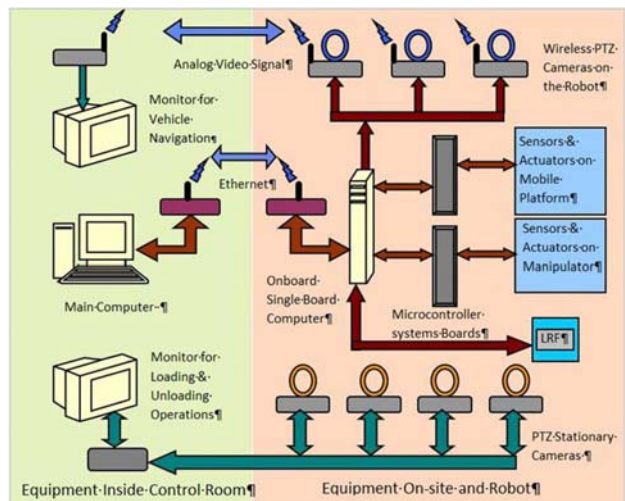 Analog·Video·Signal¶
Wireless·PTZ·
Cameras·on·
the·Robot¶
Monitor·for·
Vehicle·
Navigation¶
Ethernet¶
Sensors·&·
Actuators·on·
Mobile·
Platform¶
Sensors·&·
Actuators·on·
Manipulator¶
Main·Computer·¶
Onboard·
Single·Board·
Computer¶
Microcontroller·
systems·Boards¶
LRF¶
Monitor·for·
Loading·&·
Unloading·
Operations¶
PTZ·Stationary·
Cameras·¶
Equipment·Inside·Control·Room¶
Equipment·On-site·and·Robot¶